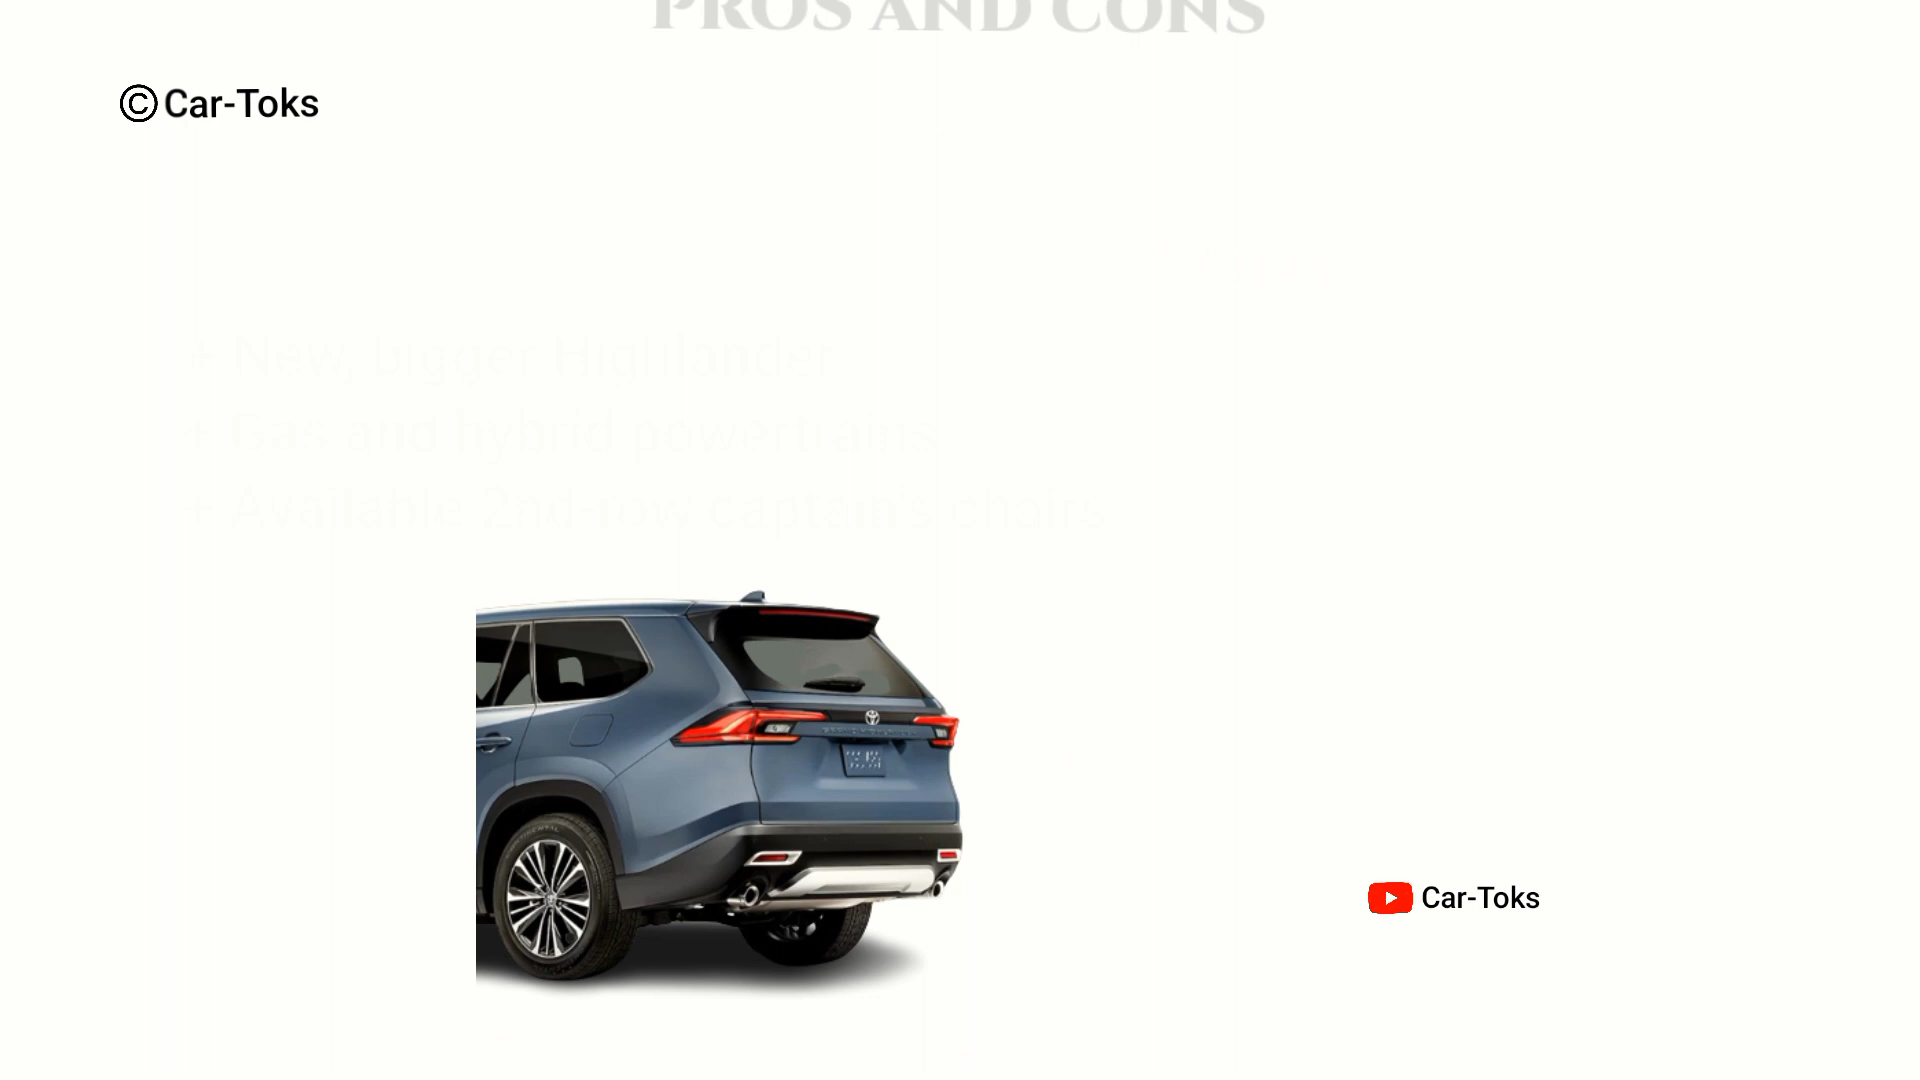 PROS AND CONS
© Car-Toks
+ New, bigger Highlander
+ Gas and hybrid powertrains
+ Available 2nd-row captain's chairs
Car-Toks